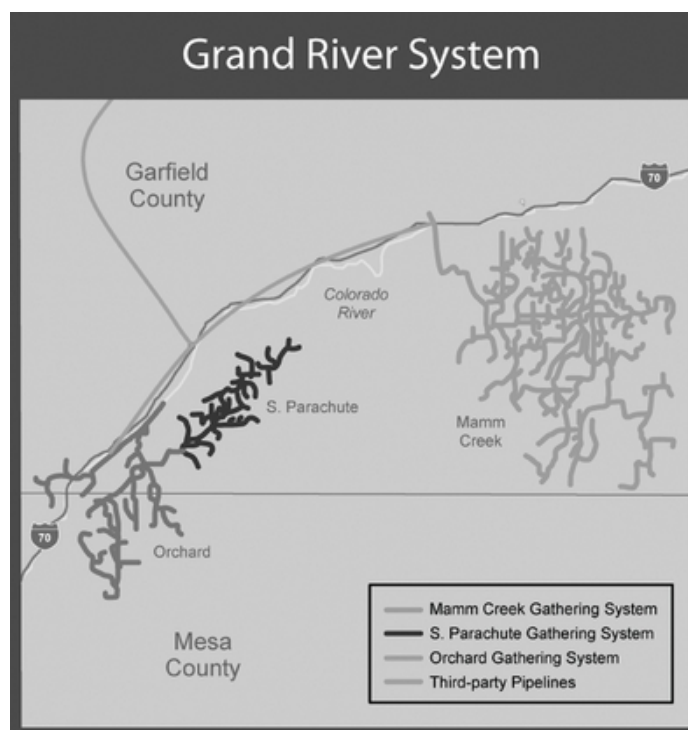 Grand River System
Garfield
County
70
Colorado
River
S. Parachute
Mamm
Creek
70
Orchard
Mesa
County
Mamm Creek Gathering System
S. Parachute Gathering System
Orchard Gathering System
Third-party Pipelines